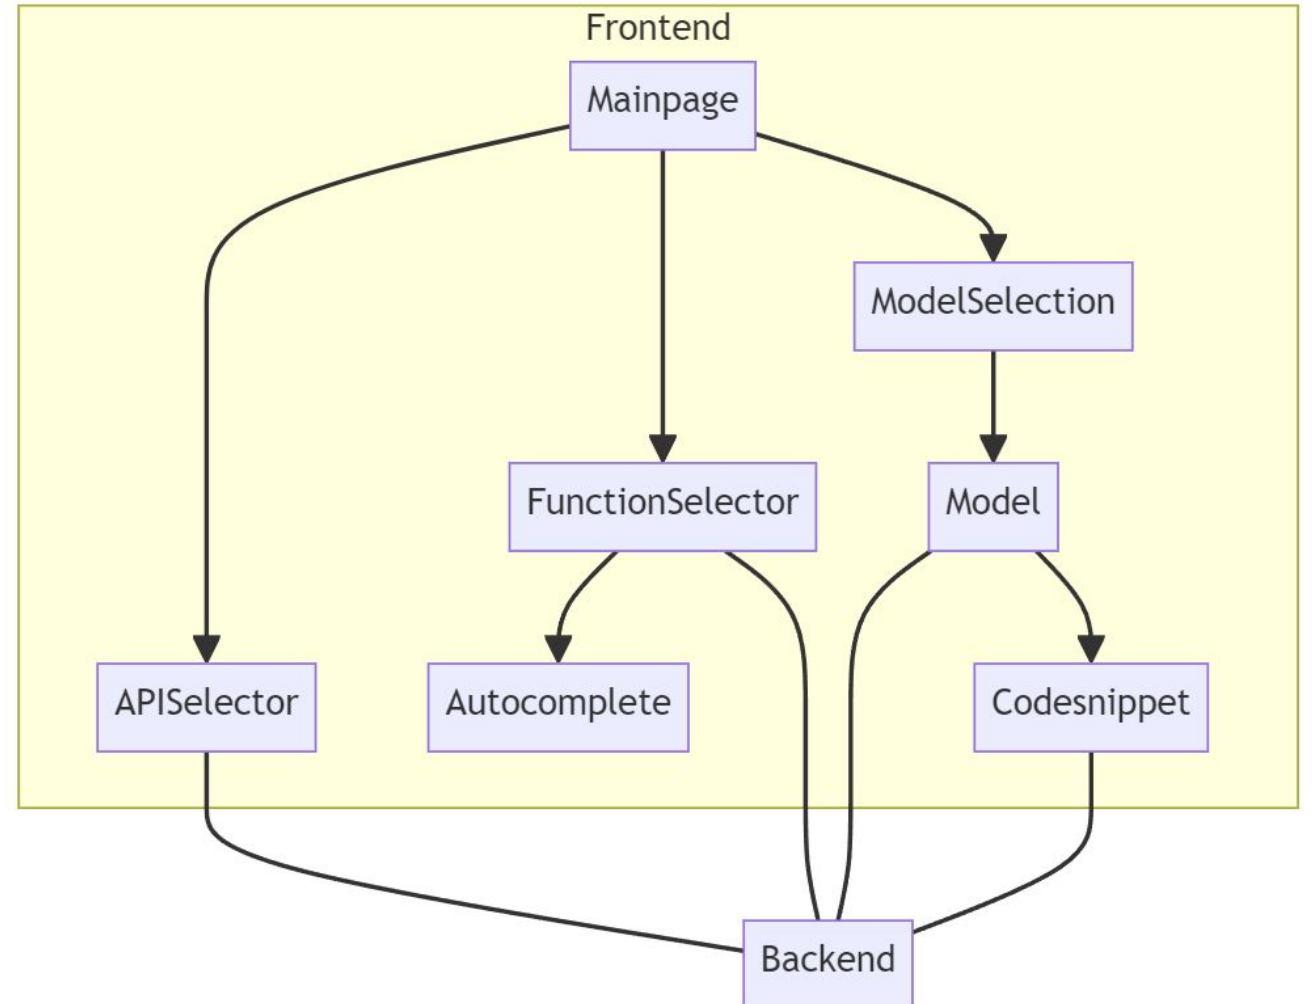 Frontend
Mainpage
ModelSelection
FunctionSelector
Model
APISelector
Autocomplete
Codesnippet
Backend